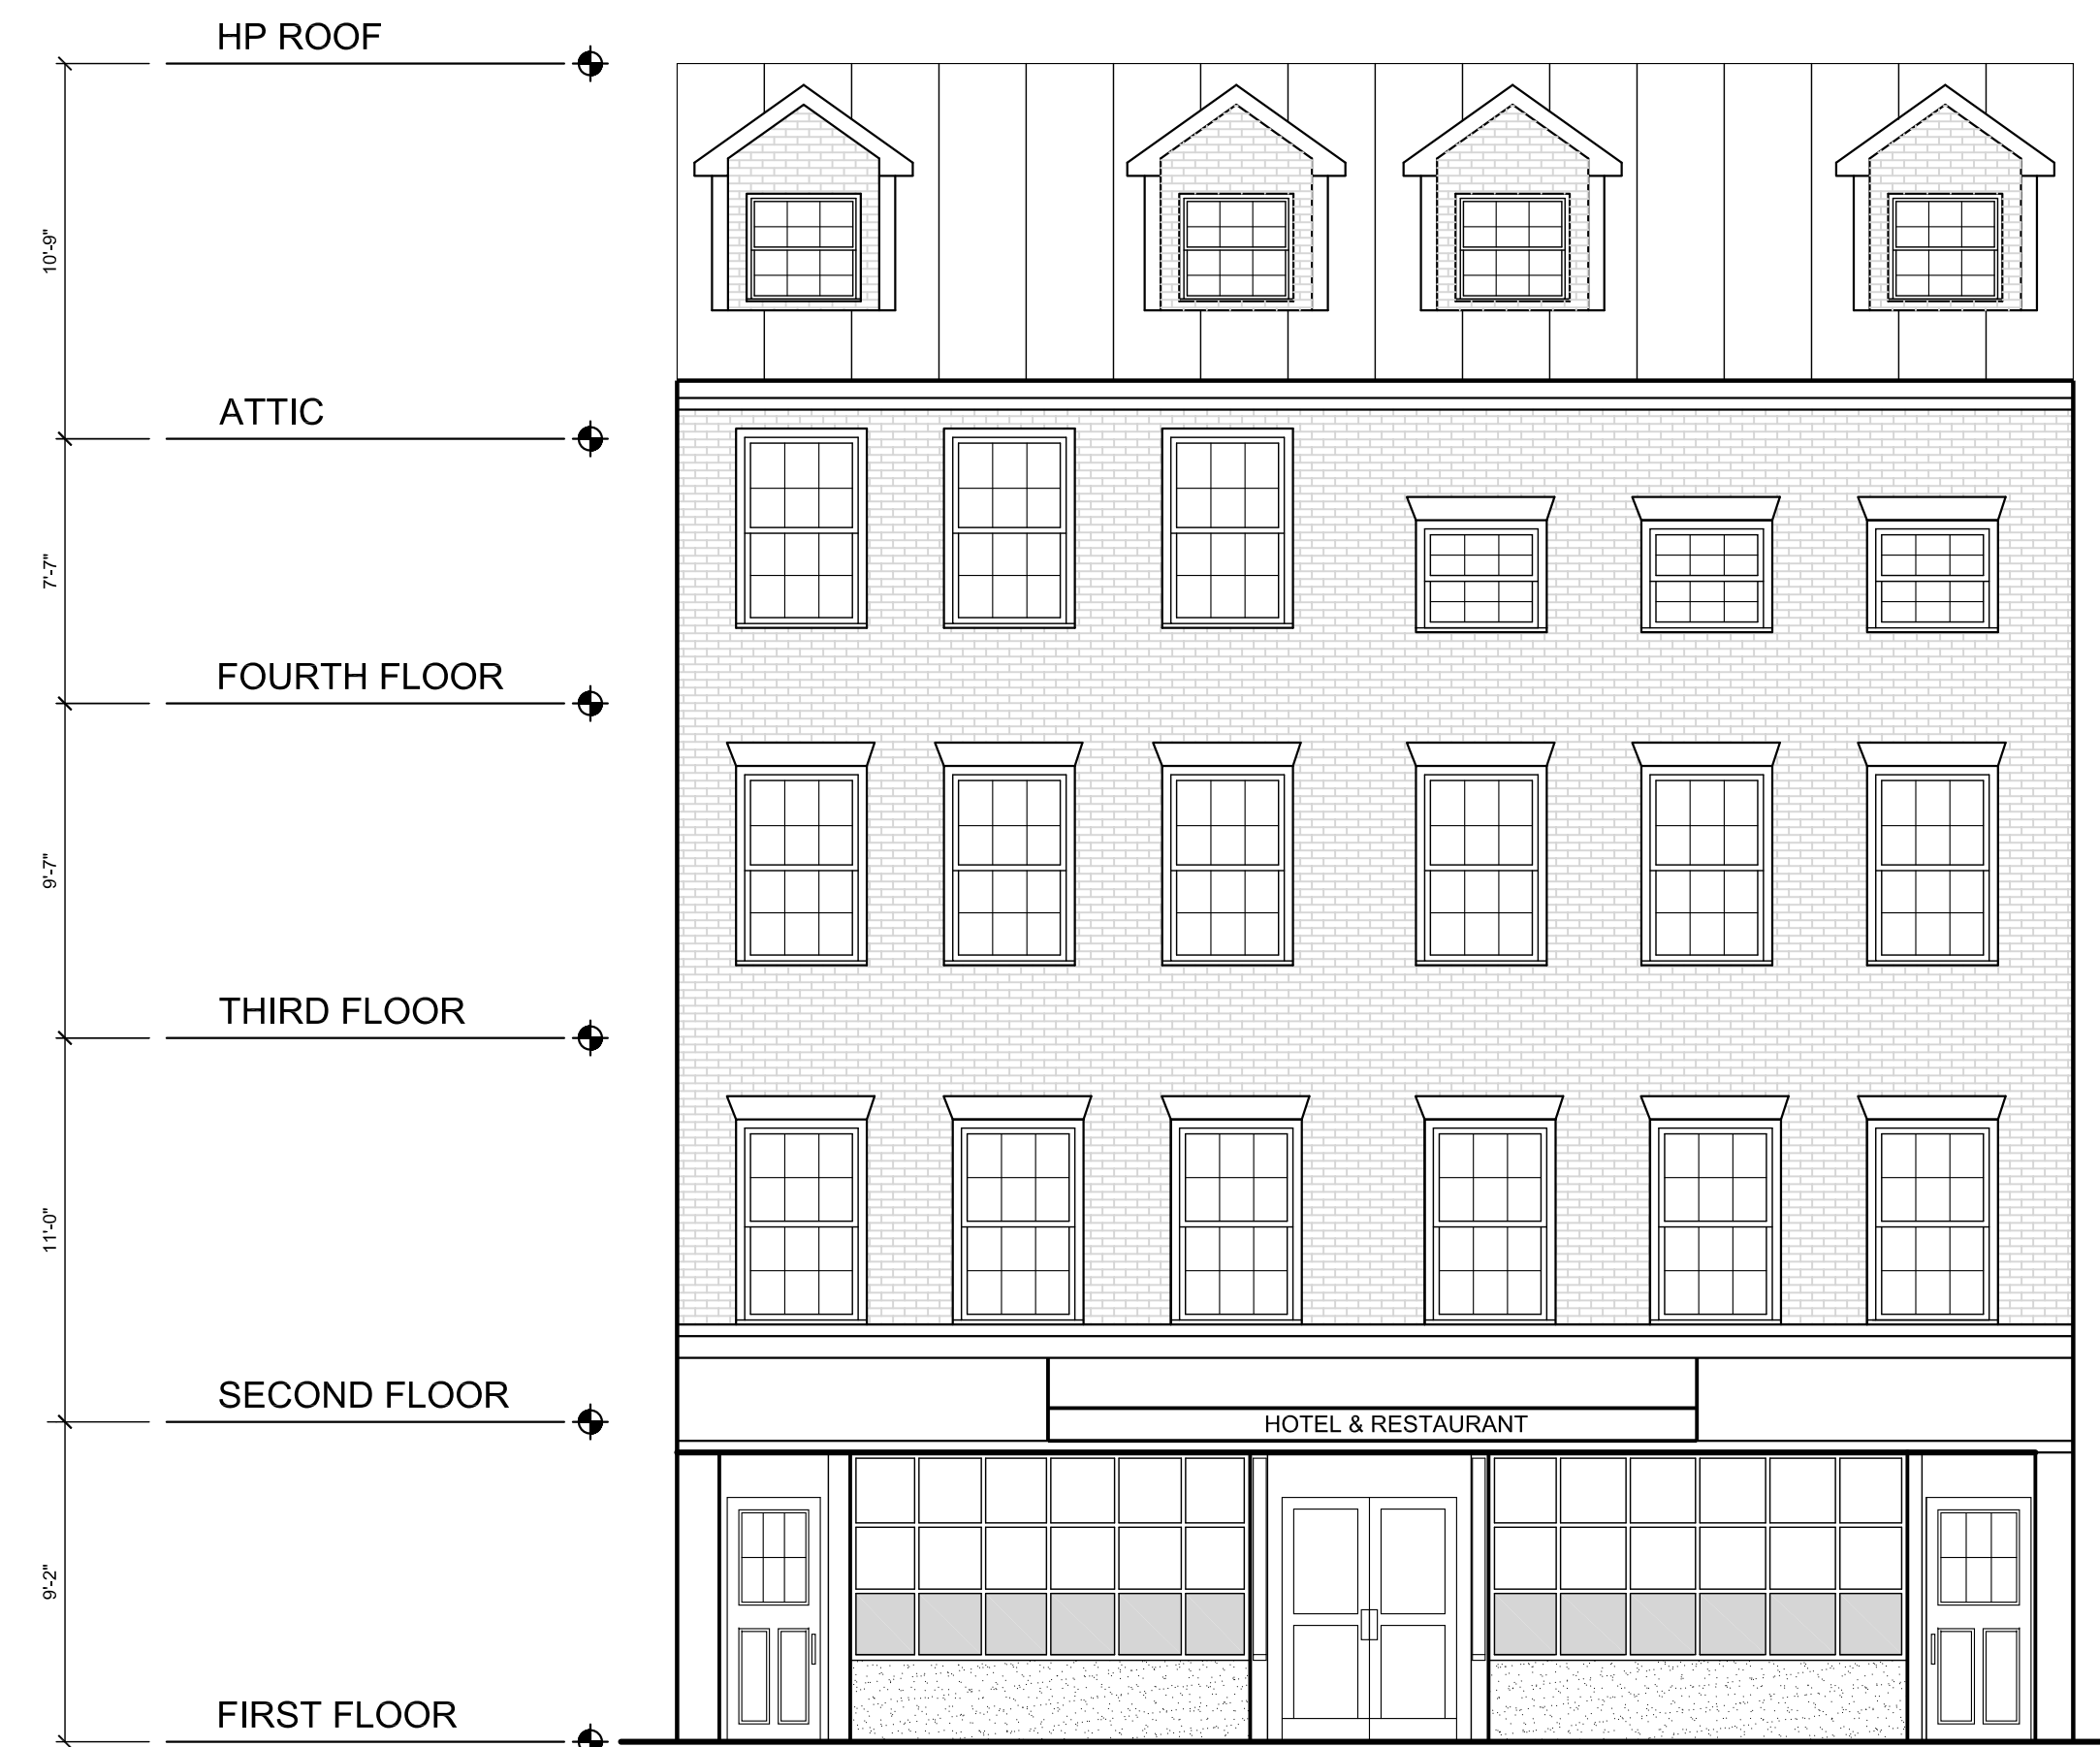 HP ROOF
10'-9"
ATTIC
7'-7"
FOURTH FLOOR
9'-7"
THIRD FLOOR
11'-0"
SECOND FLOOR
HOTEL & RESTAURANT
9'-2"
FIRST FLOOR